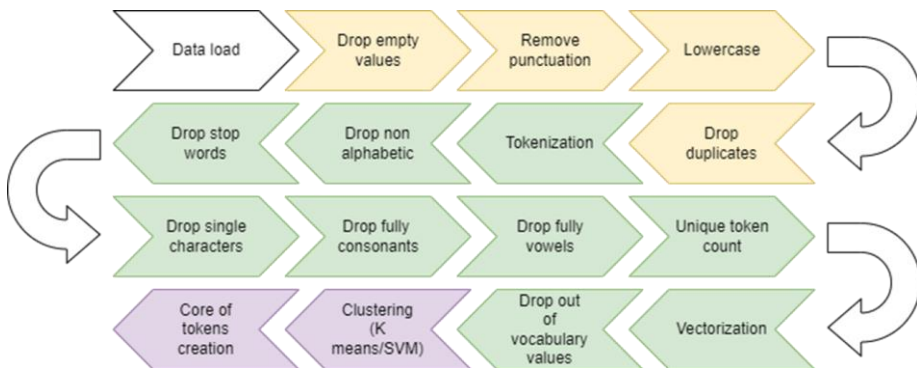 Data load
Drop empty
values
Remove
punctuation
Lowercase
Drop
duplicates
Tokenization
Drop non
alphabetic
Drop stop
words
Drop single
characters
Drop fully
consonants
Drop fully
vowels
Unique token
count
Vectorization
Drop out
of
vocabulary
values
Clustering
(K
means/SVM)
Core of
tokens
creation